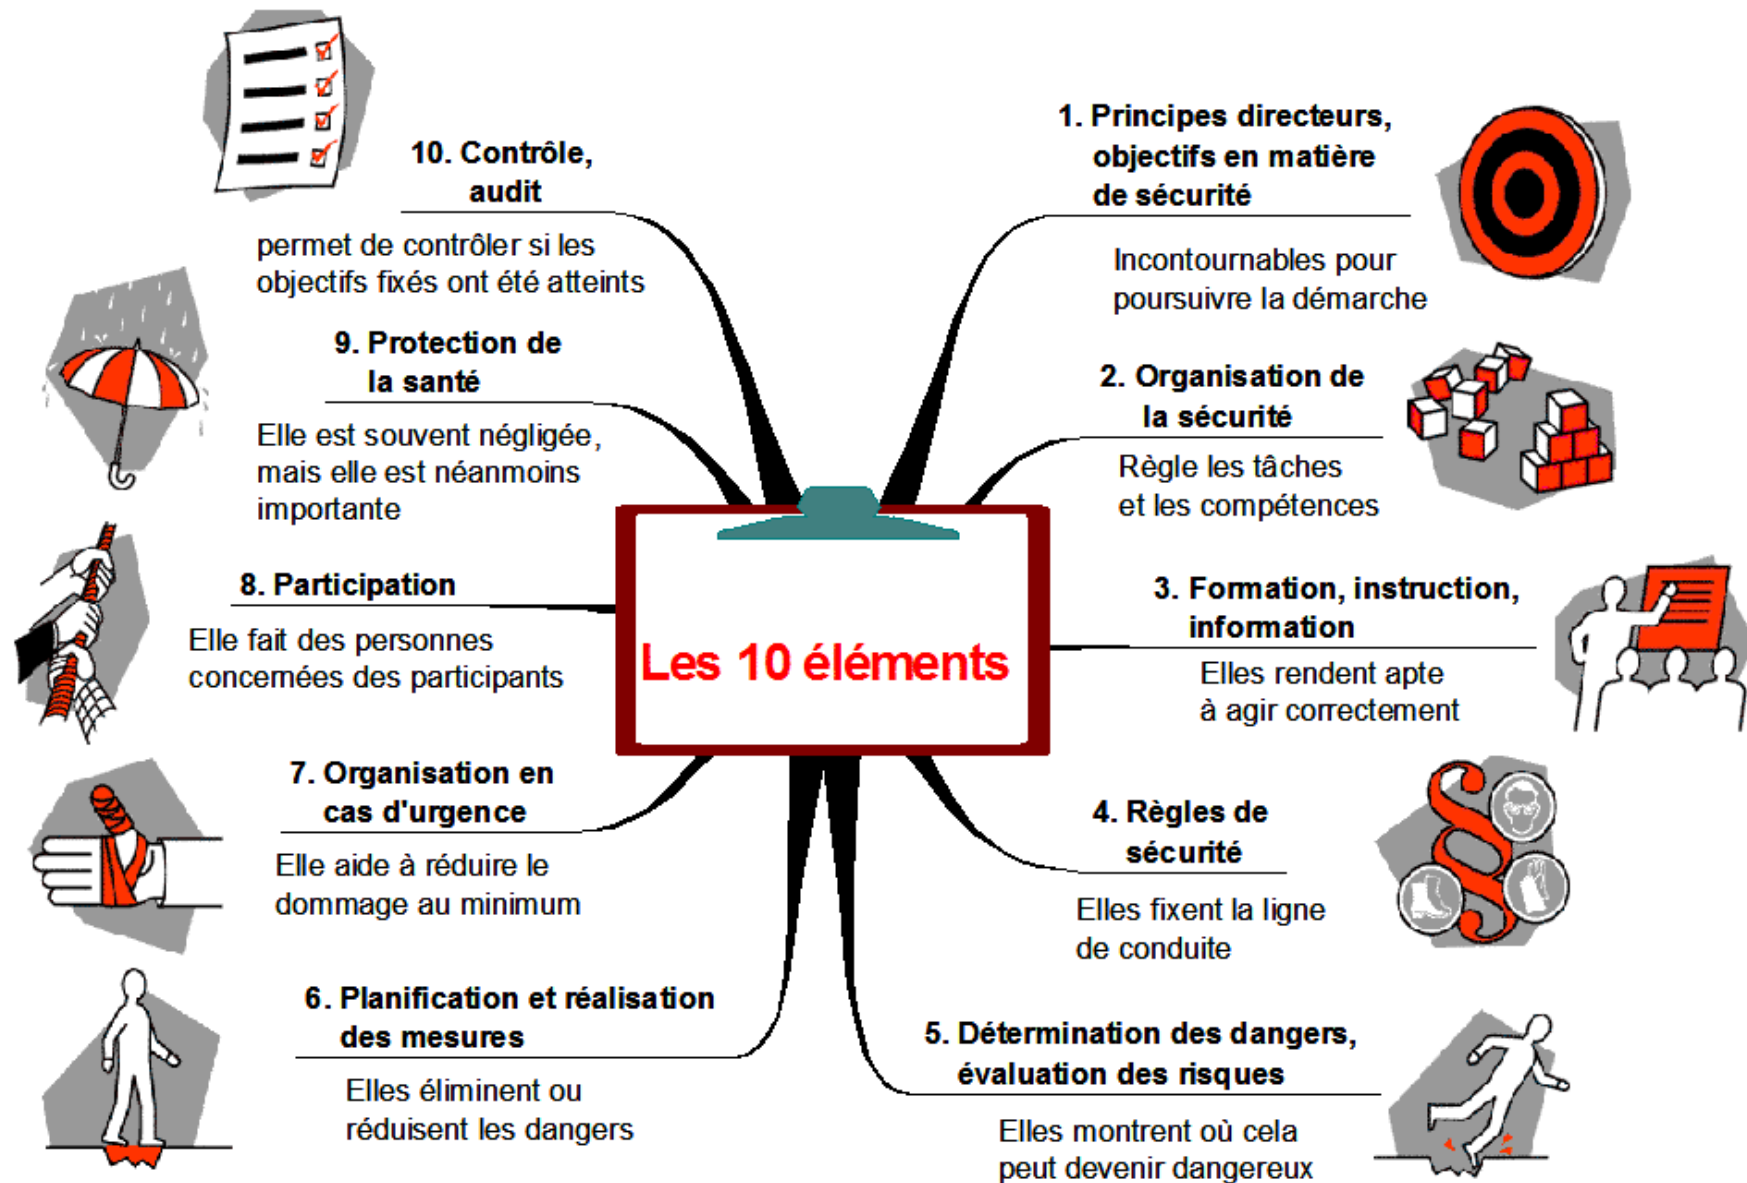 Les 10 éléments
1. Principes directeurs,
objectifs en matière
de sécurité
Incontournables pour
poursuivre la démarche
2. Organisation de
la sécurité
Règle les tâches
et les compétences
3. Formation, instruction,
information
Elles rendent apte
à agir correctement
4. Règles de
sécurité
Elles fixent la ligne
de conduite
5. Détermination des dangers,
évaluation des risques
Elles montrent où cela
peut devenir dangereux
6. Planification et réalisation
des mesures
Elles éliminent ou
réduisent les dangers
7. Organisation en
cas d'urgence
Elle aide à réduire le
dommage au minimum
8. Participation
Elle fait des personnes
concernées des participants
9. Protection de
la santé
Elle est souvent négligée,
mais elle est néanmoins
importante
10. Contrôle,
audit
permet de contrôler si les
objectifs fixés ont été atteints